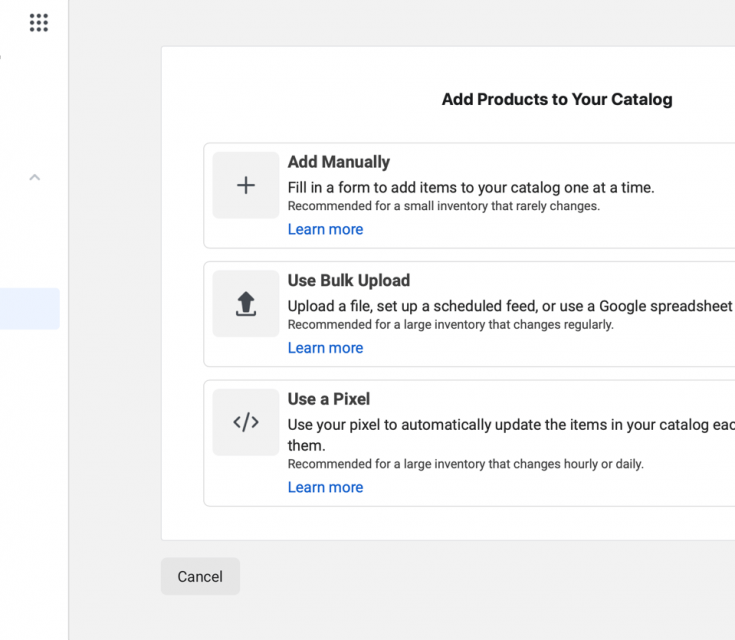 Add Products to Your Catalog
Add Manually
Fill in a form to add items to your catalog one at a time.
Recommended for a small inventory that rarely changes.
Learn more
Use Bulk Upload
Upload a file, set up a scheduled feed, or use a Google spreadsheet
Recommended for a large inventory that changes regularly.
Learn more
Use a Pixel
Use your pixel to automatically update the items in your catalog eac
them.
Recommended for a large inventory that changes hourly or daily.
Learn more
Cancel